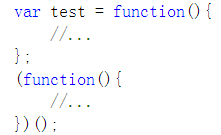 var test = function(){
    //...
};
(function(){
    //...
})();